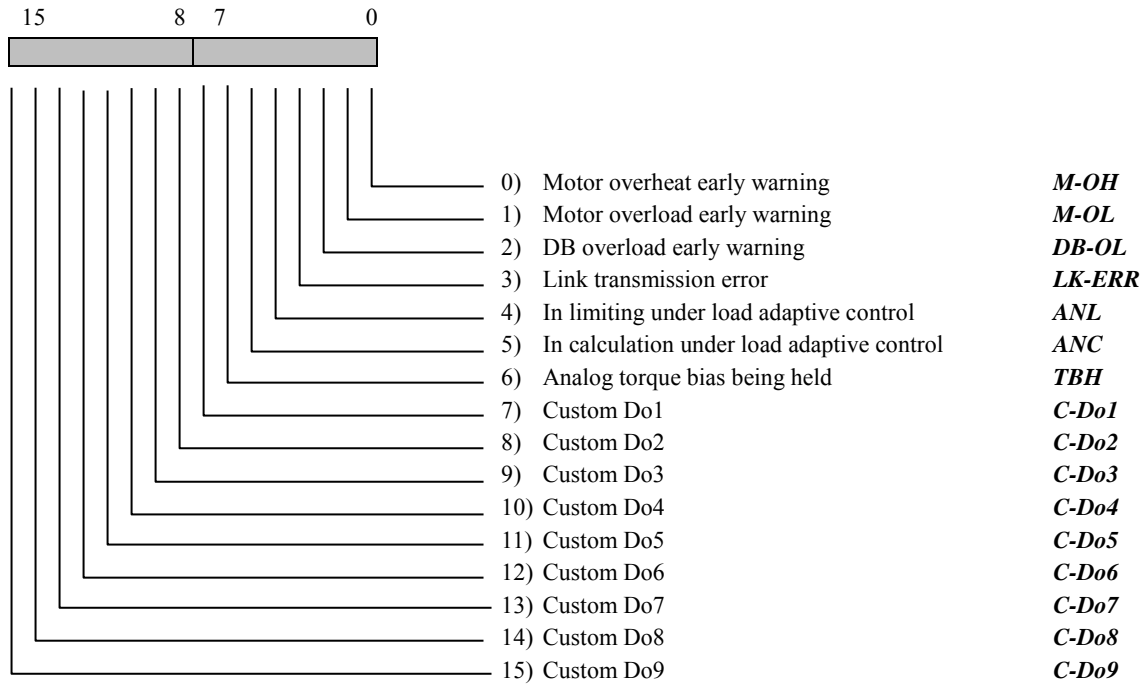 15 8 7 0
0) Motor overheat early warning M-OH
1) Motor overload early warning M-OL
2) DB overload early warning DB-OL
3) Link transmission error LK-ERR
4) In limiting under load adaptive control ANL
5) In calculation under load adaptive control ANC
6) Analog torque bias being held TBH
7) Custom Do1 C-Do1
8) Custom Do2 C-Do2
9) Custom Do3 C-Do3
10) Custom Do4 C-Do4
11) Custom Do5 C-Do5
12) Custom Do6 C-Do6
13) Custom Do7 C-Do7
14) Custom Do8 C-Do8
15) Custom Do9 C-Do9